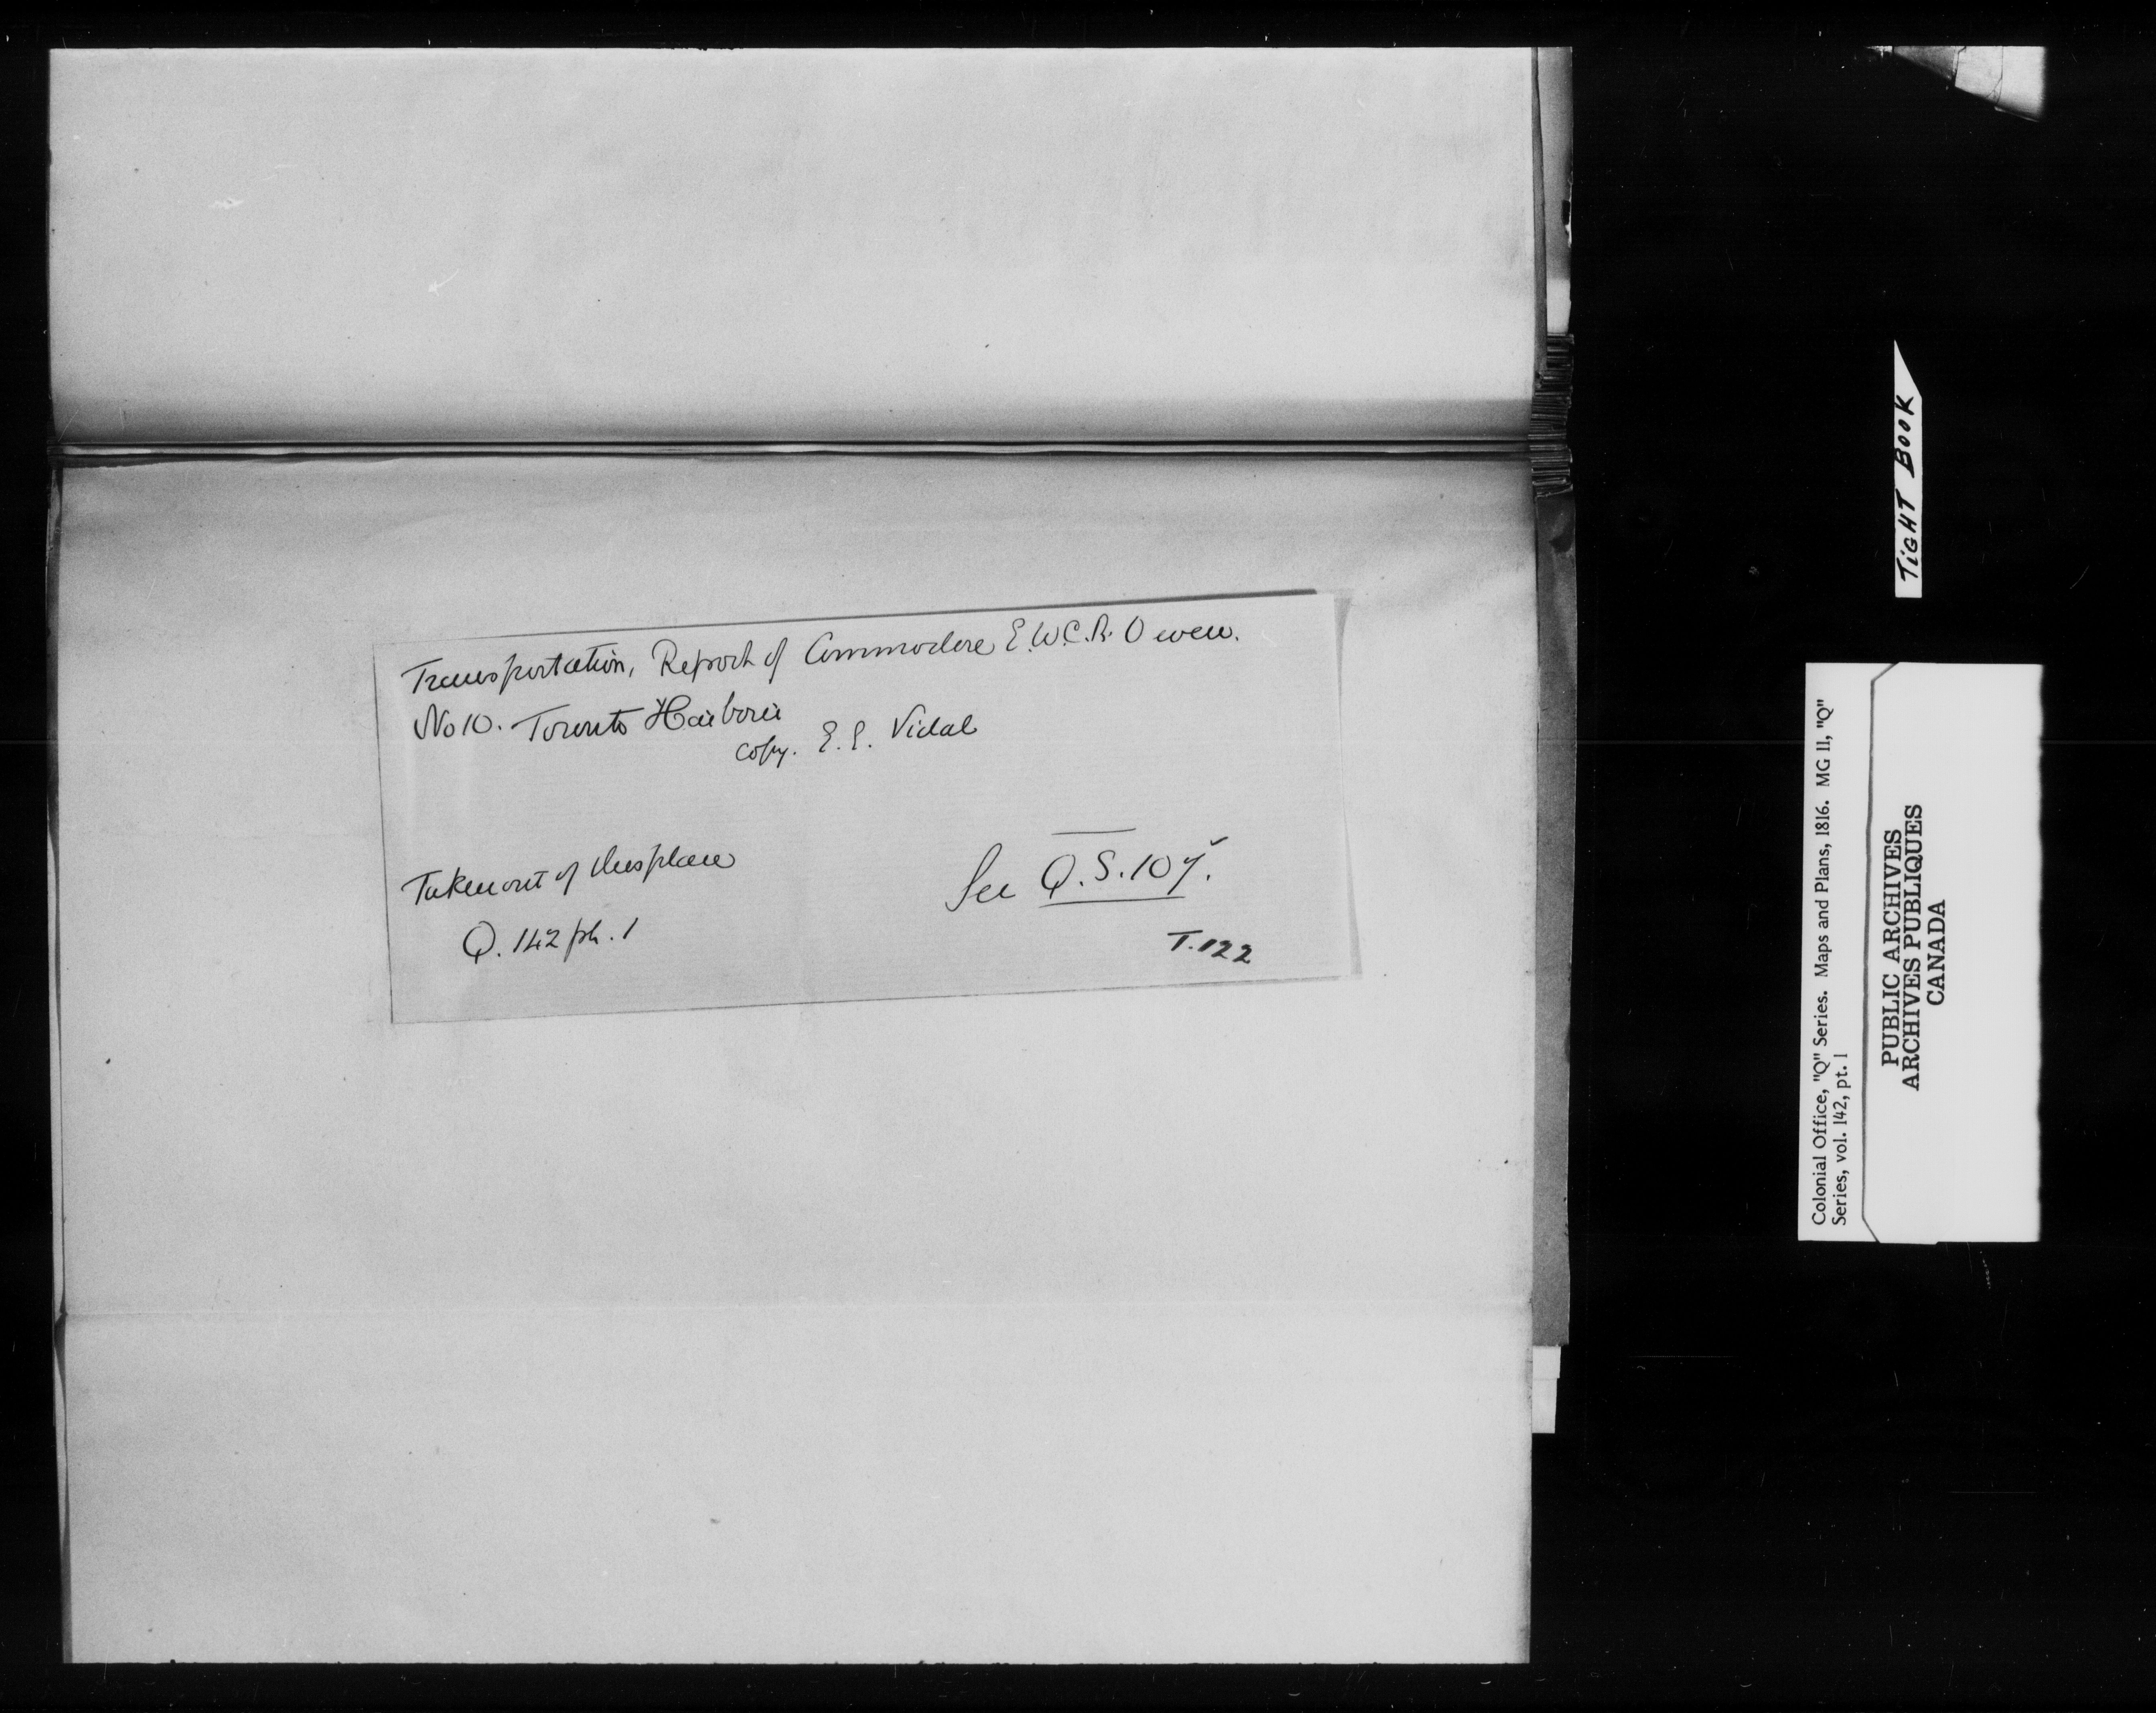 Transportation, Report of Commodore E.W.C.R. Owen.
No 10. Toronto Harbour
copy. E. E. Vidal
Taken out of this place
Q. 142 pt. 1
See Q.S. 107.
T. 122
TiGHT BOOK
Colonial Office, "Q" Series. Maps and Plans, 1816. MG 11, "Q"
Series, vol. 142, pt. 1
PUBLIC ARCHIVES
ARCHIVES PUBLIQUES
CANADA